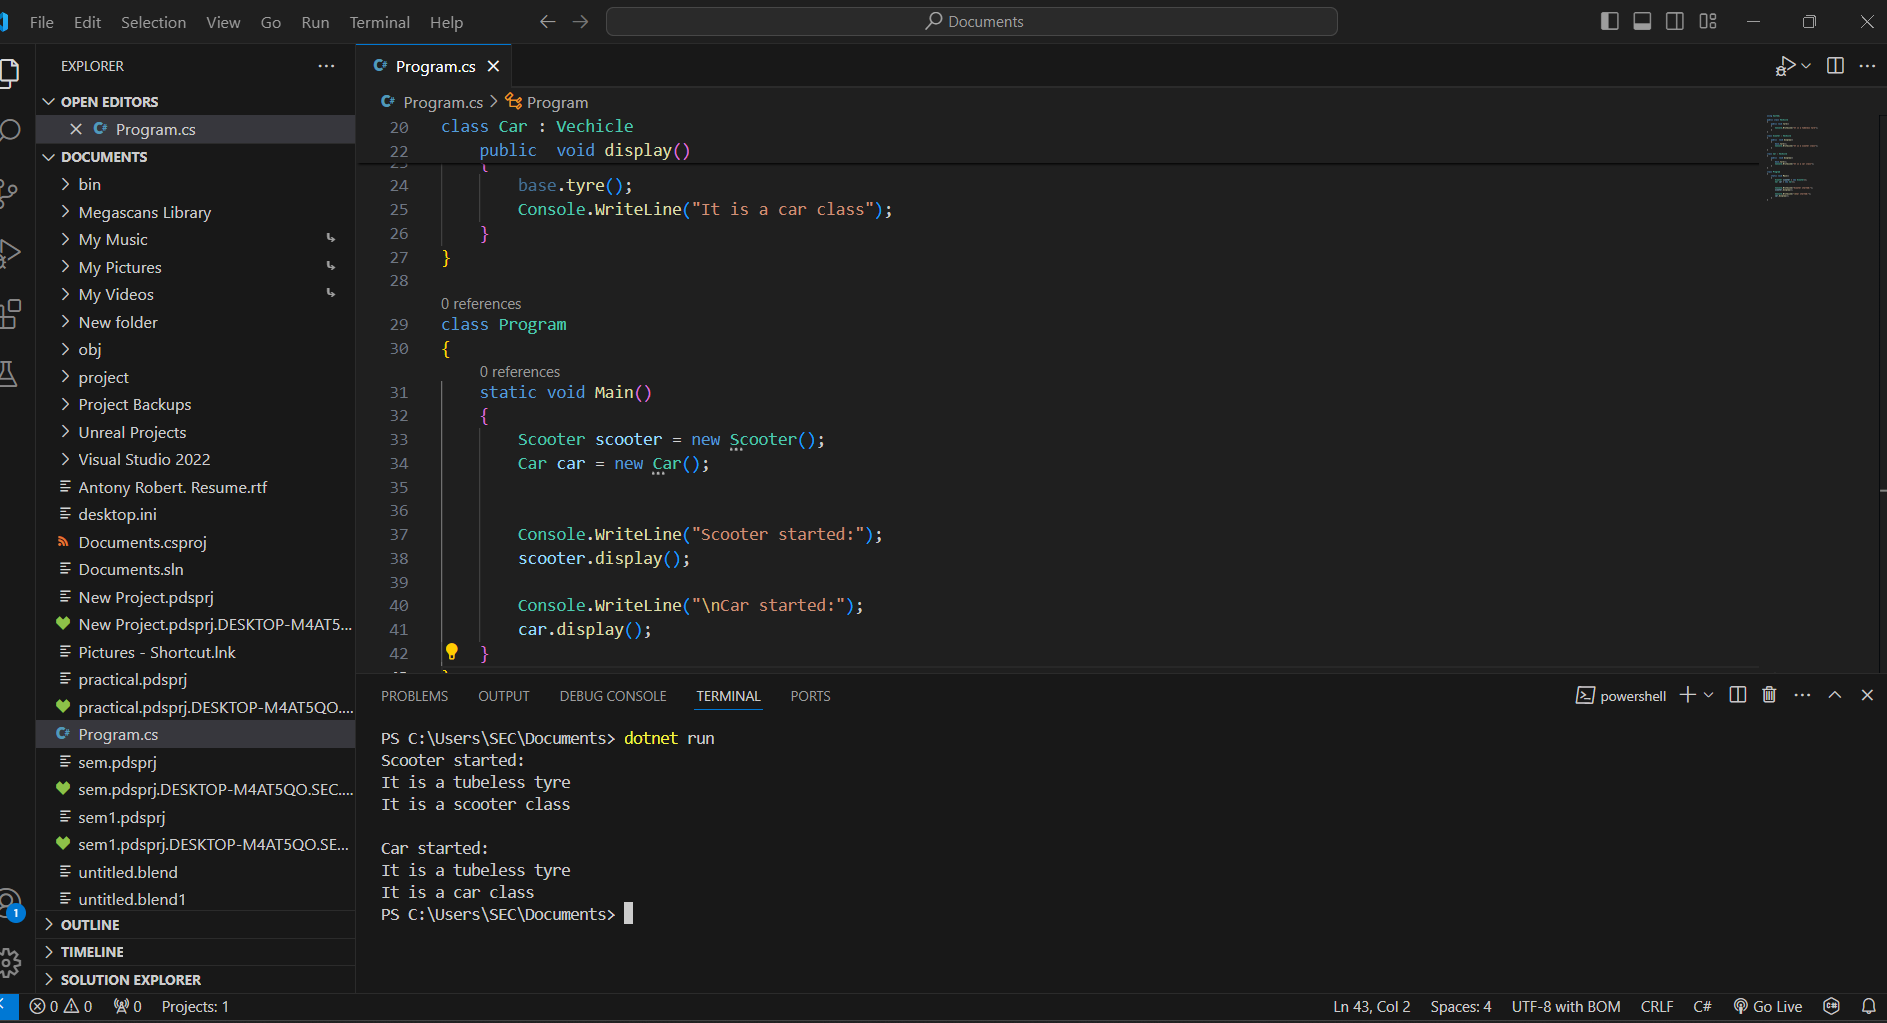 File Edit Selection View Go Run Terminal Help
Documents
EXPLORER
OPEN EDITORS
Program.cs
DOCUMENTS
bin
Megascans Library
My Music
My Pictures
My Videos
New folder
obj
project
Project Backups
Unreal Projects
Visual Studio 2022
Antony Robert. Resume.rtf
desktop.ini
Documents.csproj
Documents.sln
New Project.pdsprj
New Project.pdsprj.DESKTOP-M4AT5...
Pictures - Shortcut.lnk
practical.pdsprj
practical.pdsprj.DESKTOP-M4AT5QO....
Program.cs
sem.pdsprj
sem.pdsprj.DESKTOP-M4AT5QO.SEC....
sem1.pdsprj
sem1.pdsprj.DESKTOP-M4AT5QO.SE...
untitled.blend
untitled.blend1
OUTLINE
TIMELINE
SOLUTION EXPLORER
Program.cs
Program.cs > Program
20 class Car : Vechicle
22 public void display()
{
24 base.tyre();
25 Console.WriteLine("It is a car class");
26 }
27 }
28
0 references
29 class Program
30 {
0 references
31 static void Main()
32 {
33 Scooter scooter = new Scooter();
34 Car car = new Car();
35
36
37 Console.WriteLine("Scooter started:");
38 scooter.display();
39
40 Console.WriteLine("\nCar started:");
41 car.display();
42 }
PROBLEMS OUTPUT DEBUG CONSOLE TERMINAL PORTS
powershell
PS C:\Users\SEC\Documents> dotnet run
Scooter started:
It is a tubeless tyre
It is a scooter class
Car started:
It is a tubeless tyre
It is a car class
PS C:\Users\SEC\Documents>
1
0 0 0 Projects: 1
Ln 43, Col 2 Spaces: 4 UTF-8 with BOM CRLF C# Go Live